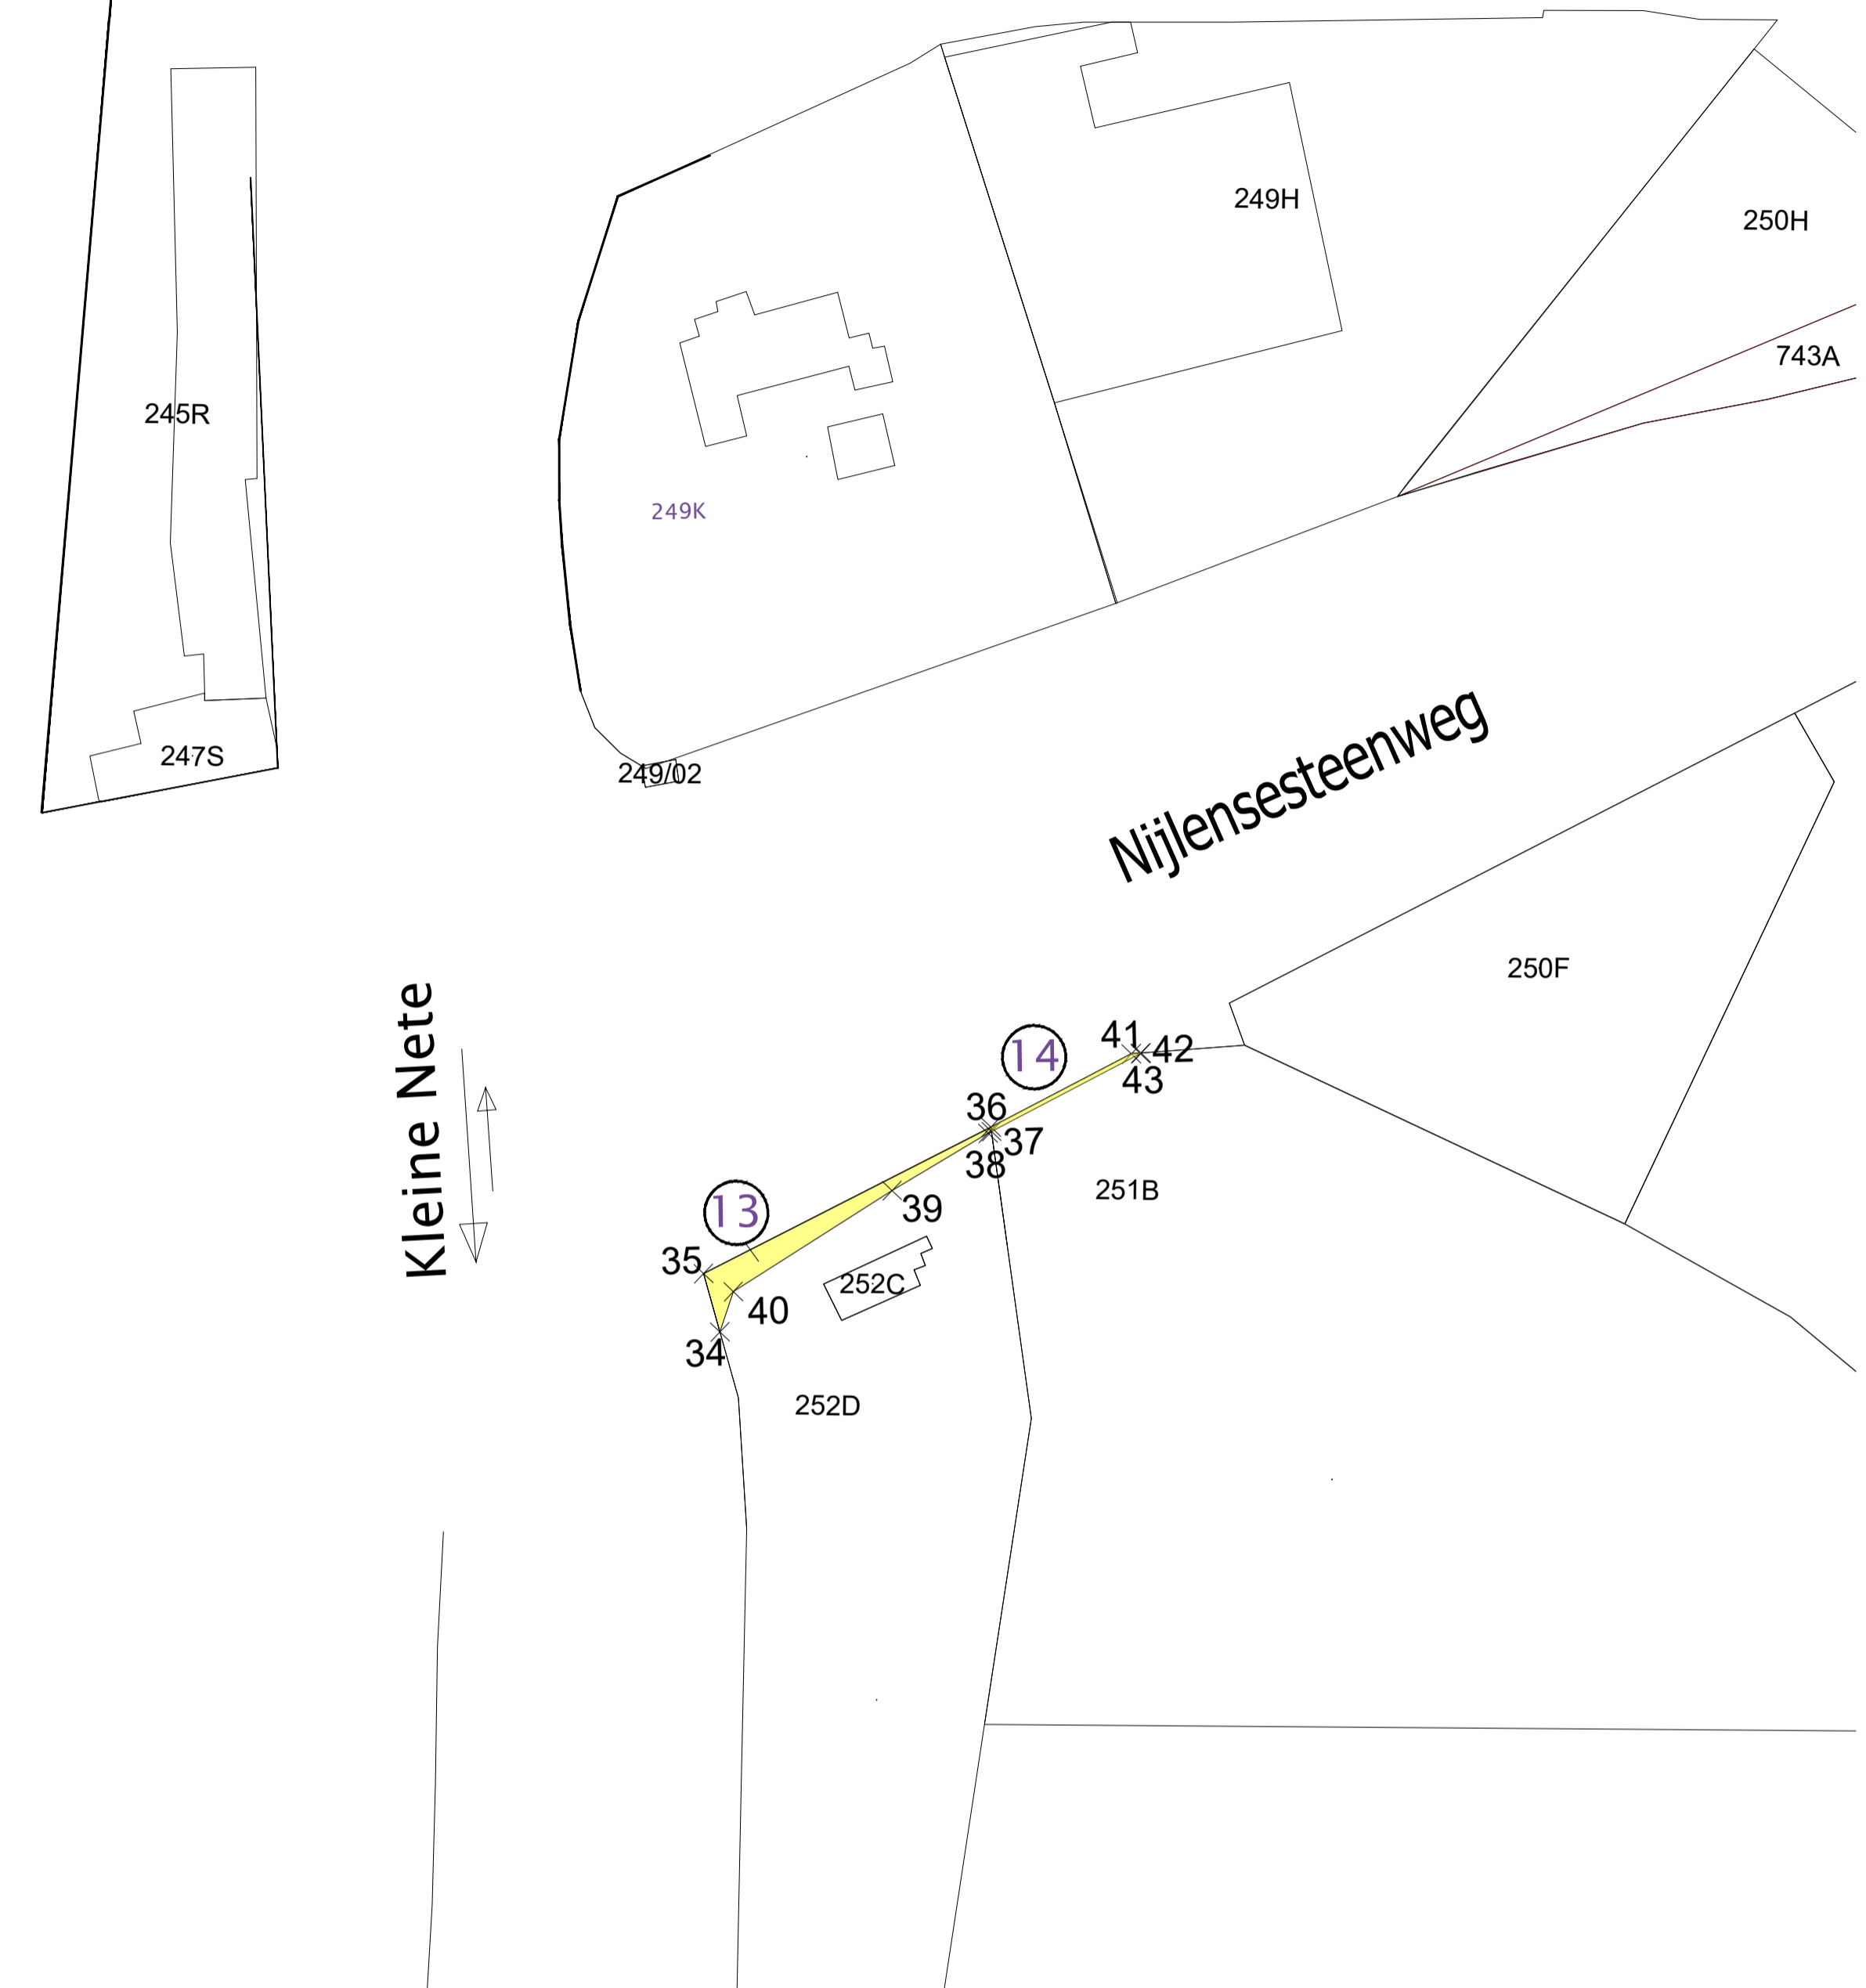 249H
250H
743A
245R
249K
247S
249/02
Nijlensesteenweg
250F
Kleine Nete
14
41
42
43
36
37
38
251B
13
39
35
252C
40
34
252D